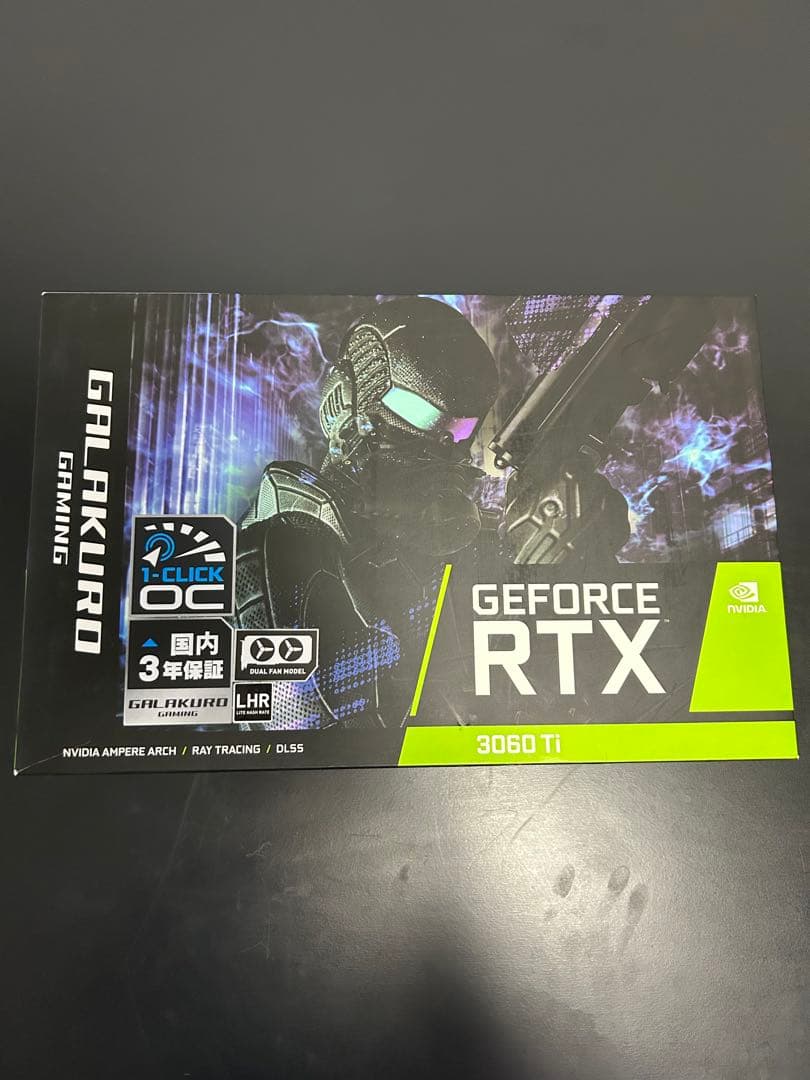 GALAKURO
GAMING
1-CLICK
OC
国内
3年保証
GALAKURO
GAMING
DUAL FAN MODEL
LHR
LITE HASH RATE
GEFORCE
RTX™
NVIDIA
3060 Ti
NVIDIA AMPERE ARCH / RAY TRACING / DLSS